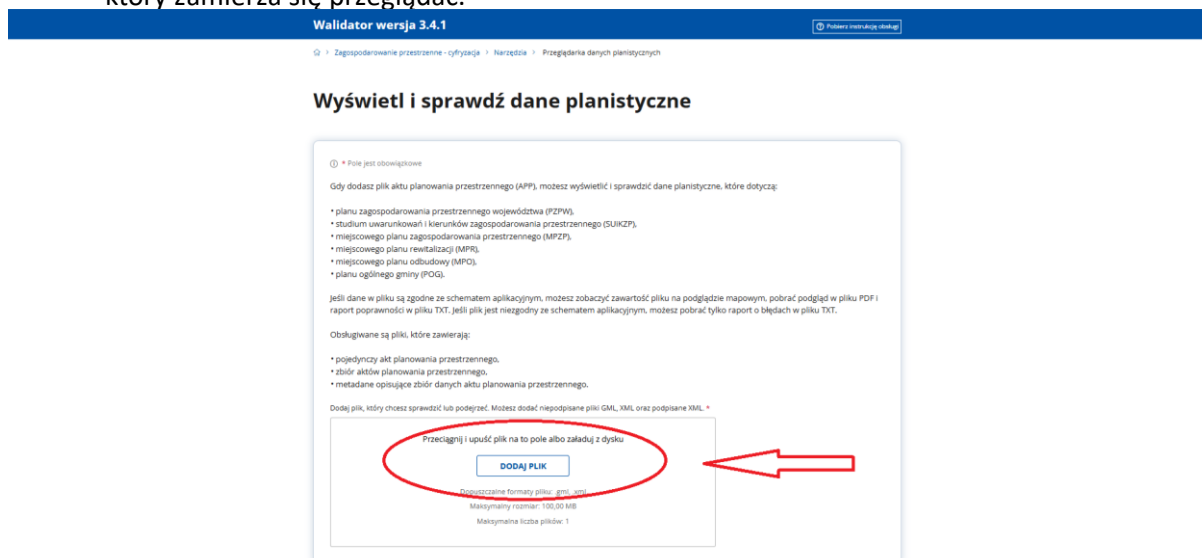 który zamierza się przeglądać.
Walidator wersja 3.4.1
Pobierz instrukcję obsługi
Zagospodarowanie przestrzenne - cyfryzacja > Narzędzia > Przeglądarka danych planistycznych
Wyświetl i sprawdź dane planistyczne
* Pole jest obowiązkowe
Gdy dodasz plik aktu planowania przestrzennego (APP), możesz wyświetlić i sprawdzić dane planistyczne, które dotyczą:
• planu zagospodarowania przestrzennego województwa (PZPW),
• studium uwarunkowań i kierunków zagospodarowania przestrzennego (SUIKZP),
• miejscowego planu zagospodarowania przestrzennego (MPZP),
• miejscowego planu rewitalizacji (MPR),
• miejscowego planu odbudowy (MPO),
• planu ogólnego gminy (POG).
Jeśli dane w pliku są zgodne ze schematem aplikacyjnym, możesz zobaczyć zawartość pliku na podglądzie mapowym, pobrać podgląd w pliku PDF i
raport poprawności w pliku TXT. Jeśli plik jest niezgodny ze schematem aplikacyjnym, możesz pobrać tylko raport o błędach w pliku TXT.
Obsługiwane są pliki, które zawierają:
• pojedynczy akt planowania przestrzennego,
• zbiór aktów planowania przestrzennego,
• metadane opisujące zbiór danych aktu planowania przestrzennego.
Dodaj plik, który chcesz sprawdzić lub podejrzeć. Możesz dodać niepodpisane pliki GML, XML oraz podpisane XML. *
Przeciągnij i upuść plik na to pole albo załaduj z dysku
DODAJ PLIK
Dopuszczalne formaty pliku: .gml, .xml
Maksymalny rozmiar: 100,00 MB
Maksymalna liczba plików: 1